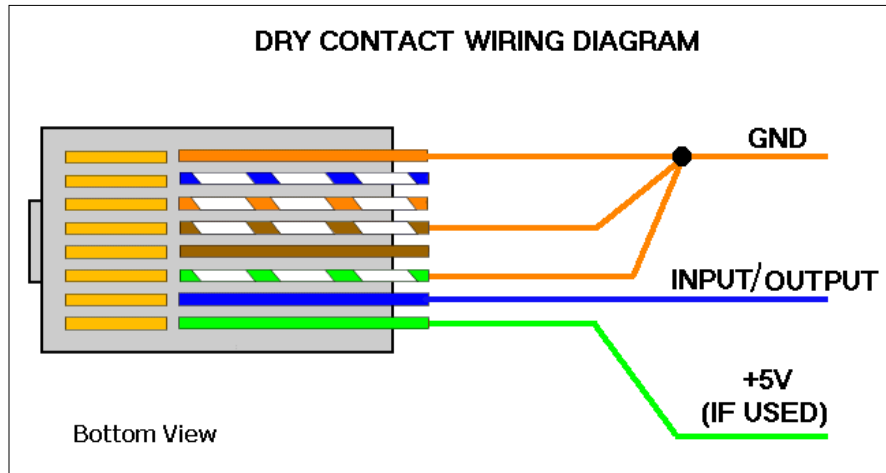 DRY CONTACT WIRING DIAGRAM
GND
INPUT/OUTPUT
+5V
(IF USED)
Bottom View